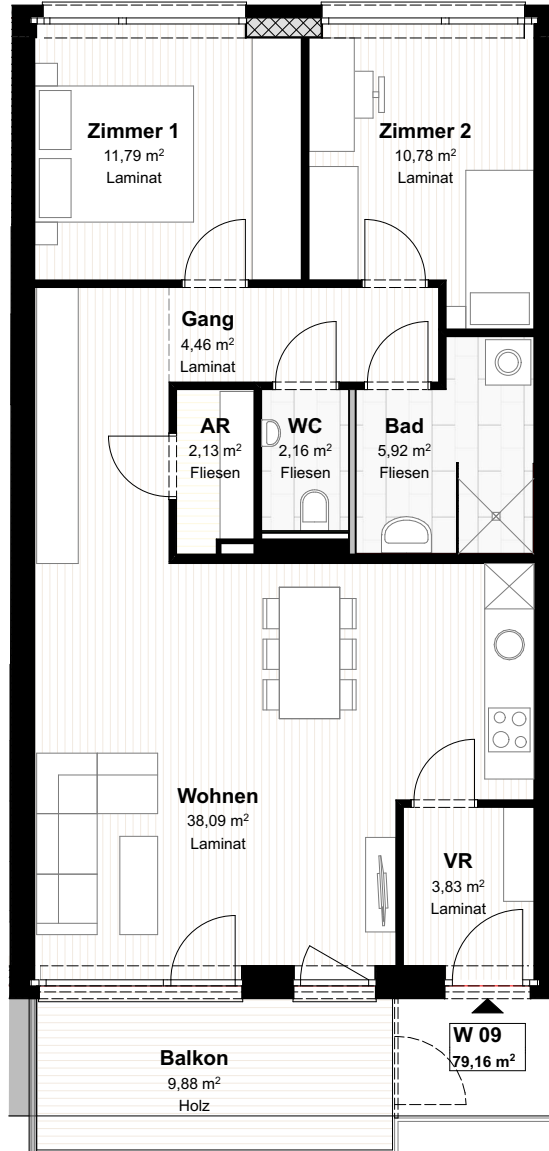 Zimmer 1
11,79 m²
Laminat
Zimmer 2
10,78 m²
Laminat
Gang
4,46 m²
Laminat
AR
2,13 m²
Fliesen
WC
2,16 m²
Fliesen
Bad
5,92 m²
Fliesen
Wohnen
38,09 m²
Laminat
VR
3,83 m²
Laminat
Balkon
9,88 m²
Holz
W 09
79,16 m²